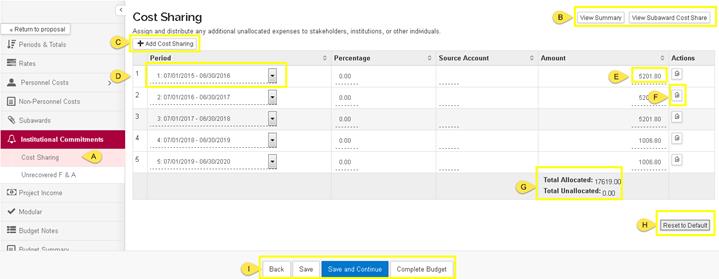 « Return to proposal
Periods & Totals
Rates
Personnel Costs >
Non-Personnel Costs
Subawards
Institutional Commitments
Cost Sharing
Unrecovered F & A
Project Income
Modular
Budget Notes
Budget Summary
Cost Sharing
Assign and distribute any additional unallocated expenses to stakeholders, institutions, or other individuals.
B View Summary View Subaward Cost Share
C + Add Cost Sharing
Period Percentage Source Account Amount Actions
D 1 1: 07/01/2015 - 06/30/2016 0.00 E 5201.80
2 2: 07/01/2016 - 06/30/2017 0.00 F
3 3: 07/01/2017 - 06/30/2018 0.00 5201.80
4 4: 07/01/2018 - 06/30/2019 0.00 1006.80
5 5: 07/01/2019 - 06/30/2020 0.00 1006.80
A
G Total Allocated: 17619.00
Total Unallocated: 0.00
H Reset to Default
I Back Save Save and Continue Complete Budget